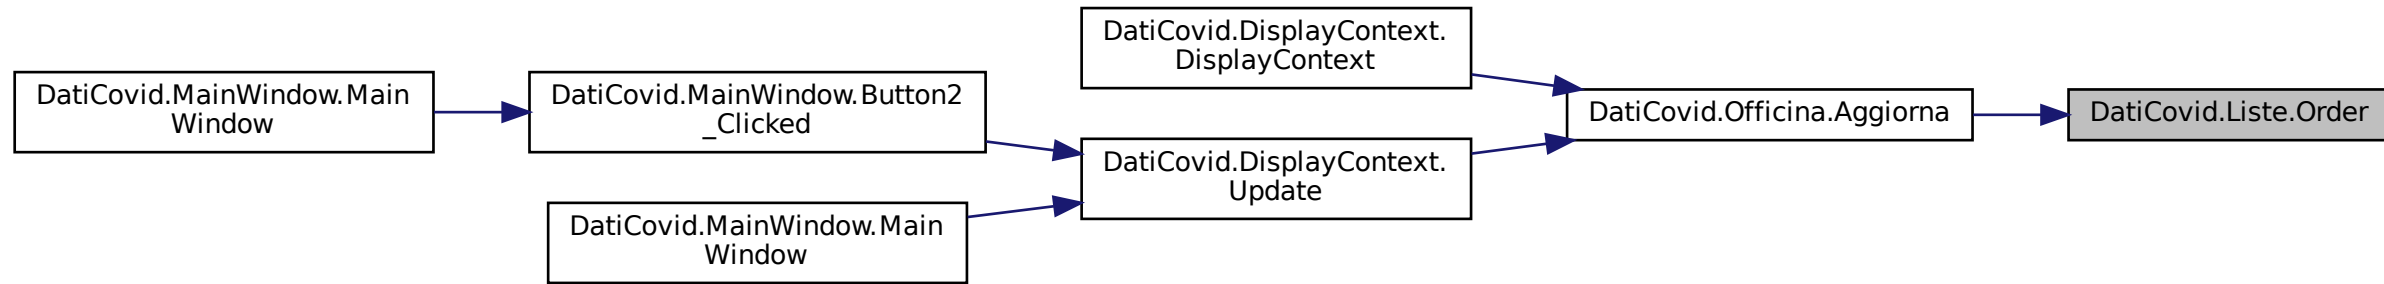 DatiCovid.MainWindow.Main
Window
DatiCovid.MainWindow.Button2
_Clicked
DatiCovid.MainWindow.Main
Window
DatiCovid.DisplayContext.
DisplayContext
DatiCovid.DisplayContext.
Update
DatiCovid.Officina.Aggiorna
DatiCovid.Liste.Order